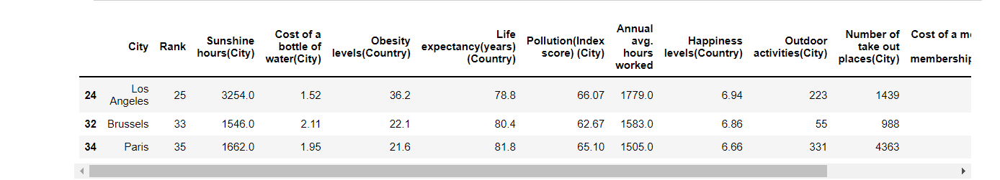 City Rank Sunshine hours(City) Cost of a bottle of water(City) Obesity levels(Country) Life expectancy(years) (Country) Pollution(Index score) (City) Annual avg. hours worked Happiness levels(Country) Outdoor activities(City) Number of take out places(City) Cost of a
24 Los Angeles 25 3254.0 1.52 36.2 78.8 66.07 1779.0 6.94 223 1439
32 Brussels 33 1546.0 2.11 22.1 80.4 62.67 1583.0 6.86 55 988
34 Paris 35 1662.0 1.95 21.6 81.8 65.10 1505.0 6.66 331 4363